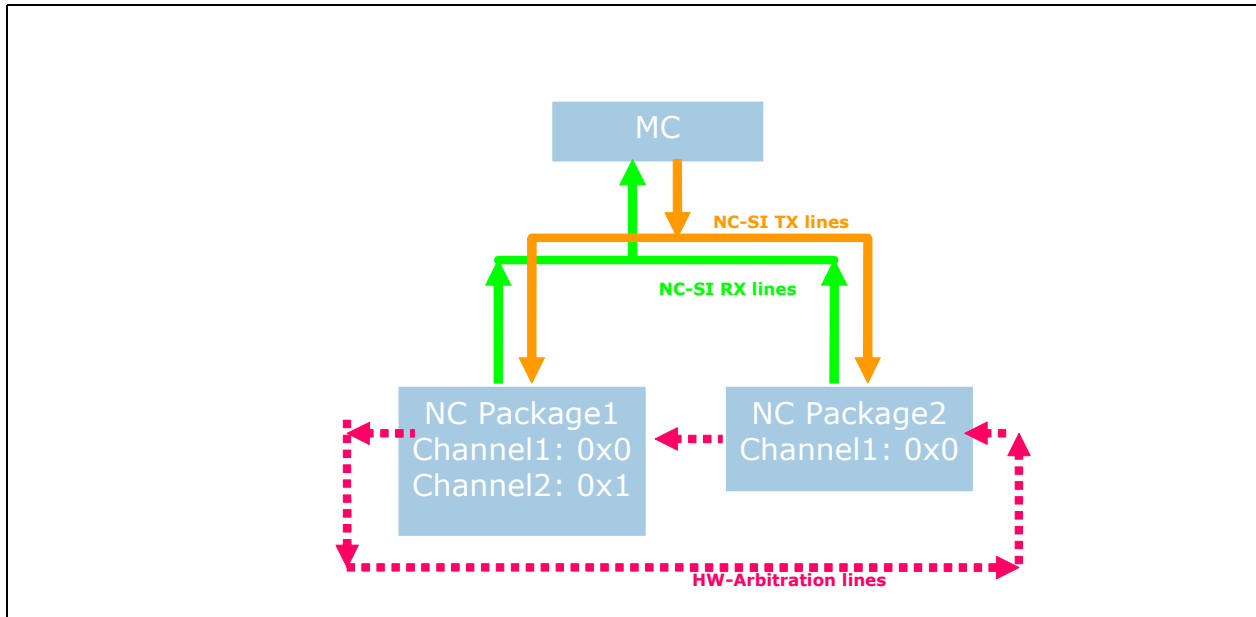 MC
NC-SI TX lines
NC-SI RX lines
NC Package1
Channel1: 0x0
Channel2: 0x1
NC Package2
Channel1: 0x0
HW-Arbitration lines